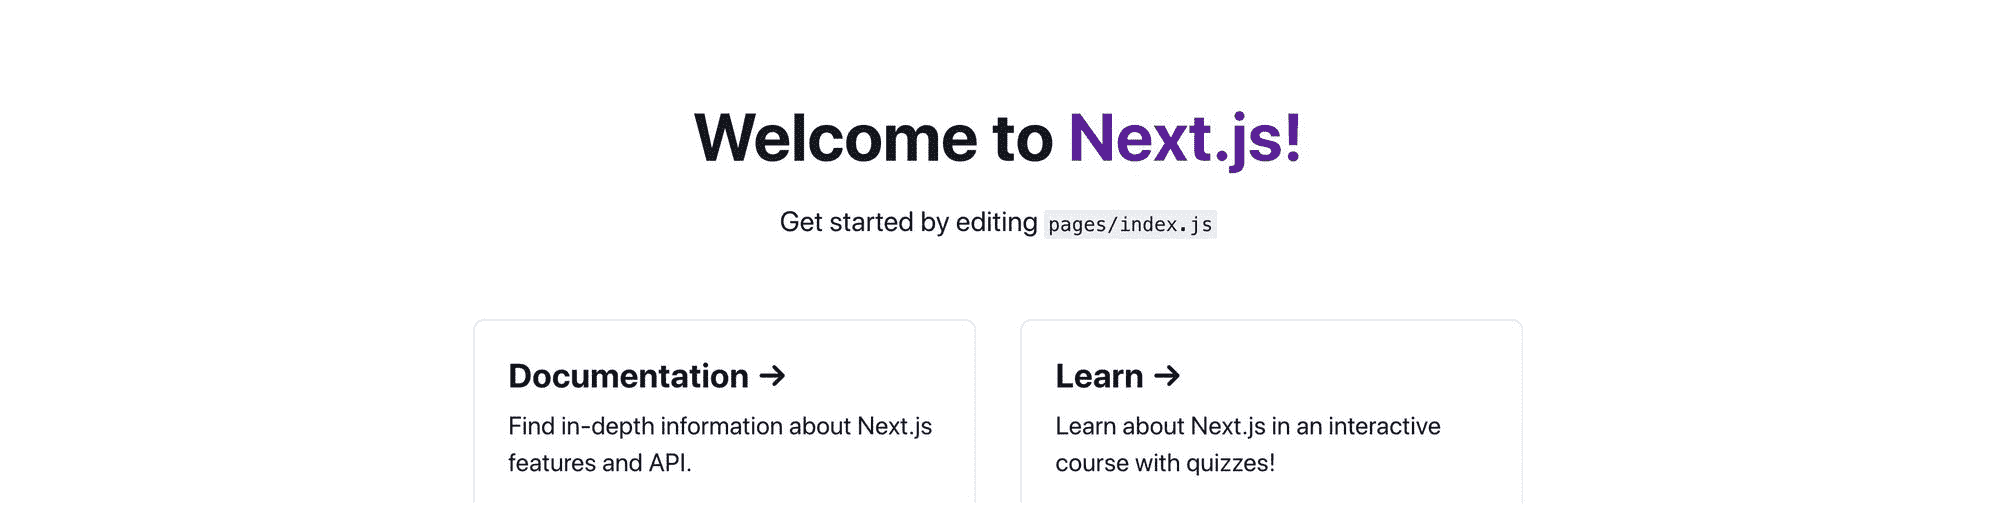 Welcome to Next.js!
Get started by editing pages/index.js
Documentation →
Find in-depth information about Next.js
features and API.
Learn →
Learn about Next.js in an interactive
course with quizzes!